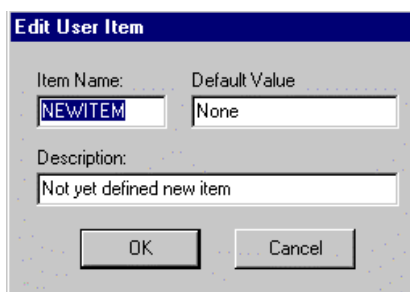 Edit User Item
Item Name: Default Value
NEWITEM None
Description:
Not yet defined new item
OK Cancel